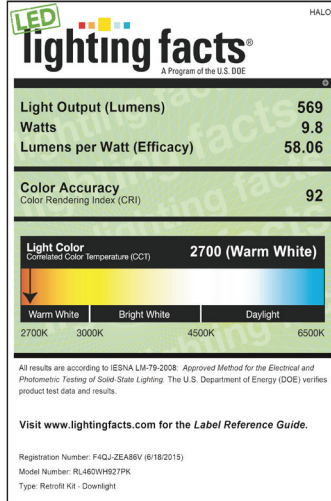 HALO
LED
lighting facts®
A Program of the U.S. DOE
Light Output (Lumens) 569
Watts 9.8
Lumens per Watt (Efficacy) 58.06
Color Accuracy
Color Rendering Index (CRI) 92
Light Color
Correlated Color Temperature (CCT) 2700 (Warm White)
Warm White Bright White Daylight
2700K 3000K 4500K 6500K
All results are according to IESNA LM-79-2008: Approved Method for the Electrical and
Photometric Testing of Solid-State Lighting. The U.S. Department of Energy (DOE) verifies
product test data and results.
Visit www.lightingfacts.com for the Label Reference Guide.
Registration Number: F4QJ-ZEA86V (6/18/2015)
Model Number: RL460WH927PK
Type: Retrofit Kit - Downlight